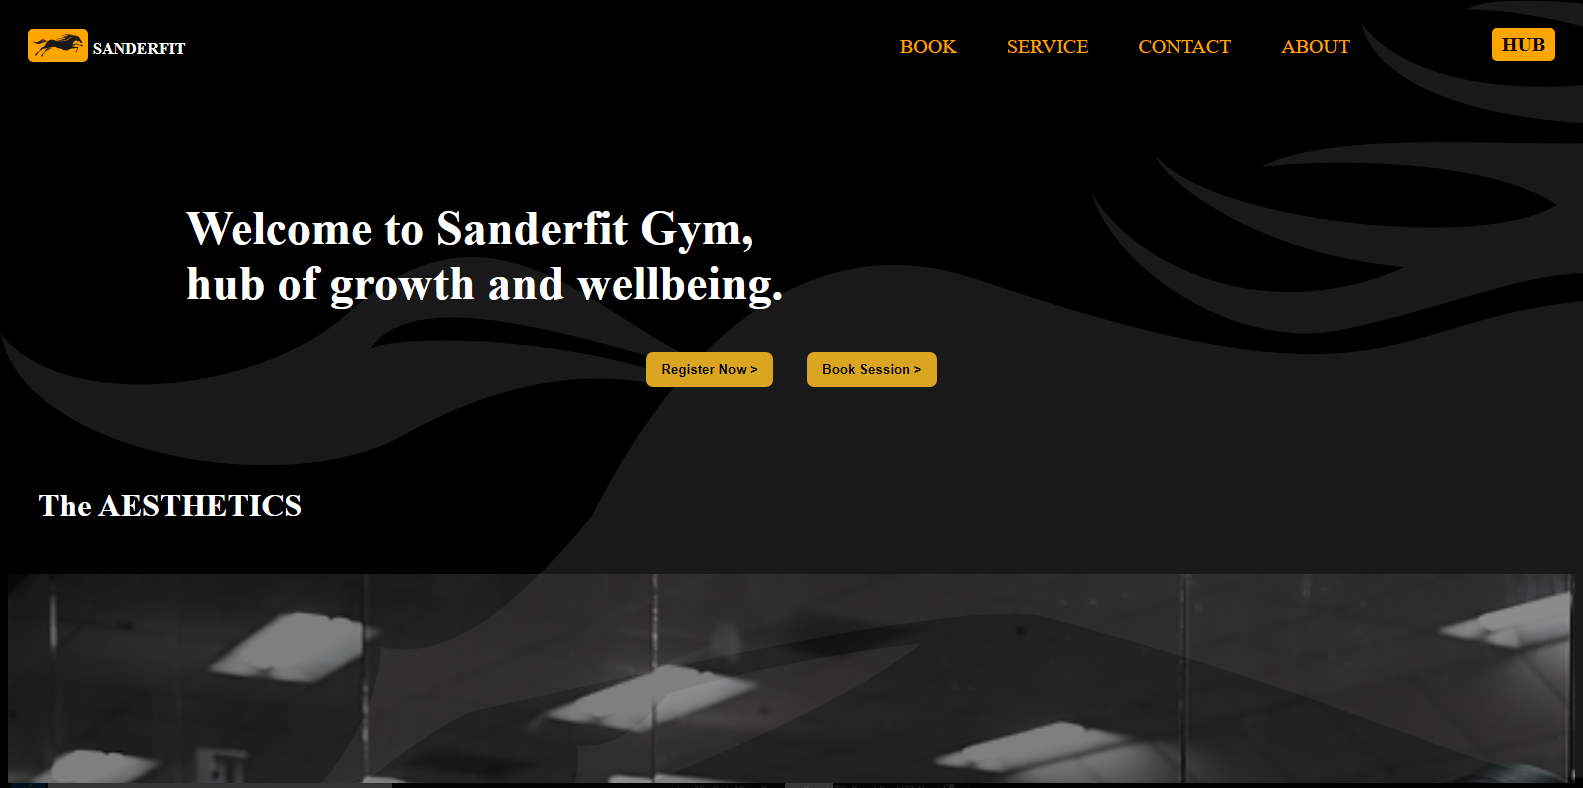 SANDERFIT
BOOK SERVICE CONTACT ABOUT
HUB
Welcome to Sanderfit Gym,
hub of growth and wellbeing.
Register Now > Book Session >
The AESTHETICS